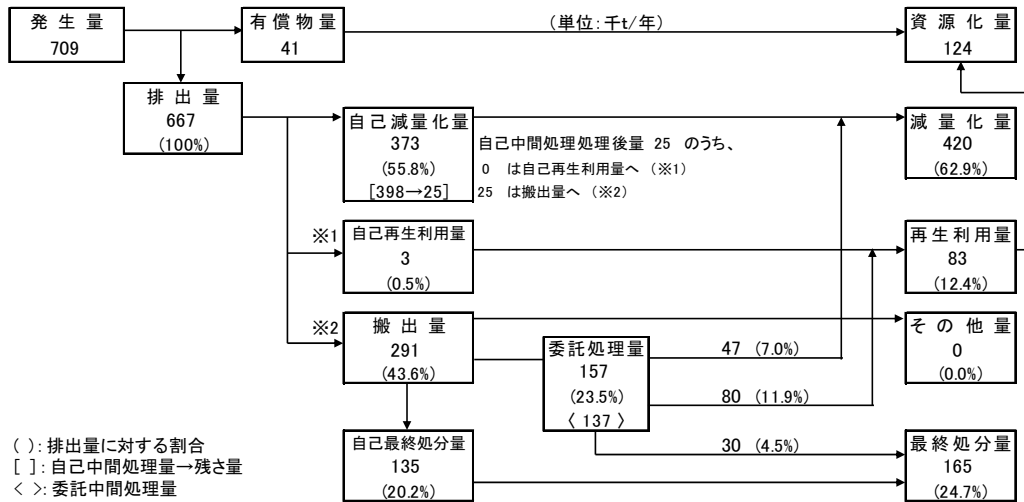 発生量
709
有償物量
41
(単位:千t/年)
資源化量
124
排出量
667
(100%)
自己減量化量
373
(55.8%)
[398→25]
自己中間処理処理後量 25 のうち、
0 は自己再生利用量へ (※1)
25 は搬出量へ (※2)
減量化量
420
(62.9%)
※1
自己再生利用量
3
(0.5%)
再生利用量
83
(12.4%)
※2
搬出量
291
(43.6%)
その他量
0
(0.0%)
委託処理量
157
(23.5%)
〈 137 〉
47 (7.0%)
80 (11.9%)
30 (4.5%)
自己最終処分量
135
(20.2%)
最終処分量
165
(24.7%)
( ):排出量に対する割合
[ ]:自己中間処理量→残さ量
< >:委託中間処理量